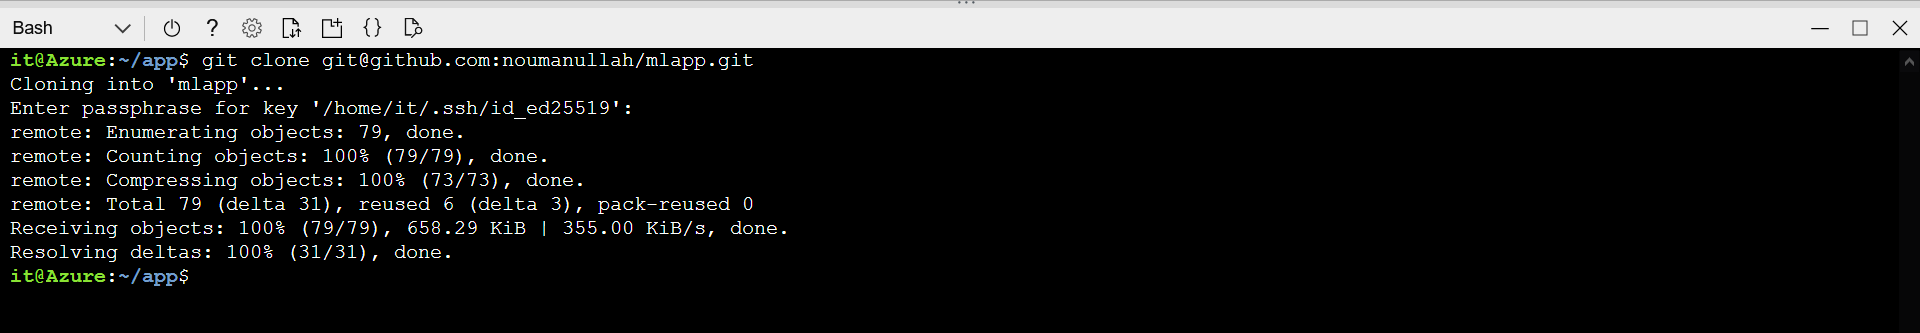 Bash
?
{}
it@Azure:~/app$ git clone git@github.com:noumanullah/mlapp.git
Cloning into 'mlapp'...
Enter passphrase for key '/home/it/.ssh/id_ed25519':
remote: Enumerating objects: 79, done.
remote: Counting objects: 100% (79/79), done.
remote: Compressing objects: 100% (73/73), done.
remote: Total 79 (delta 31), reused 6 (delta 3), pack-reused 0
Receiving objects: 100% (79/79), 658.29 KiB | 355.00 KiB/s, done.
Resolving deltas: 100% (31/31), done.
it@Azure:~/app$